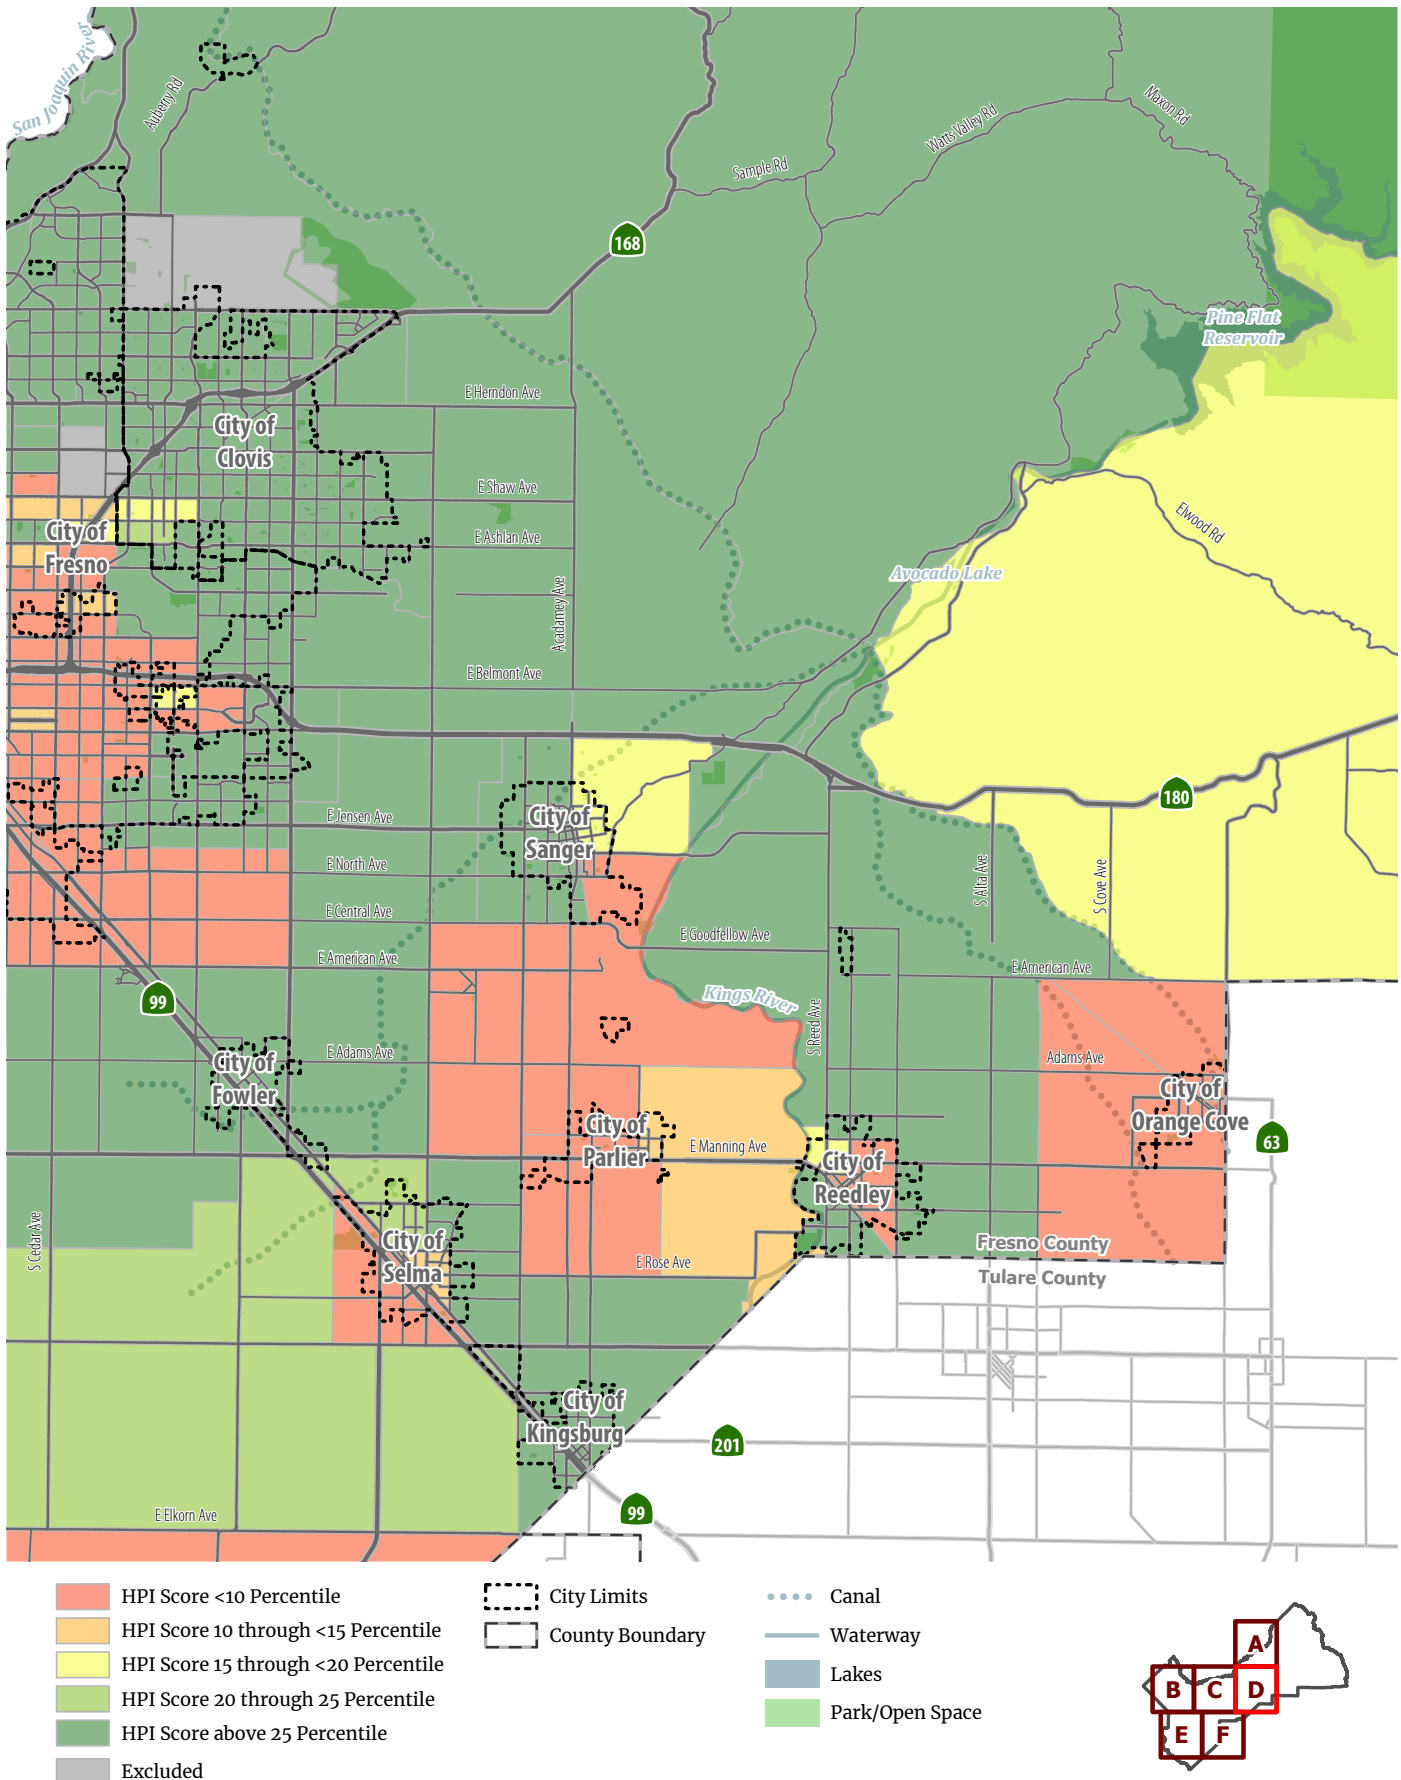 San Joaquin River
Auberry Rd
168
Sample Rd
Watts Valley Rd
Maxon Rd
Pine Flat
Reservoir
E Herndon Ave
City of
Clovis
E Shaw Ave
City of
Fresno
E Ashlan Ave
Elwood Rd
Avocado Lake
Acadamey Ave
E Belmont Ave
180
City of
Sanger
E Jensen Ave
E North Ave
S Alta Ave
S Cove Ave
E Central Ave
E Goodfellow Ave
E American Ave
E American Ave
99
Kings River
S Reed Ave
E Adams Ave
Adams Ave
City of
Fowler
City of
Orange Cove
63
City of
Parlier
E Manning Ave
City of
Reedley
S Cedar Ave
City of
Selma
E Rose Ave
Fresno County
Tulare County
City of
Kingsburg
201
99
E Elkorn Ave
HPI Score <10 Percentile
HPI Score 10 through <15 Percentile
HPI Score 15 through <20 Percentile
HPI Score 20 through 25 Percentile
HPI Score above 25 Percentile
Excluded
City Limits
County Boundary
Canal
Waterway
Lakes
Park/Open Space
A
B
C
D
E
F